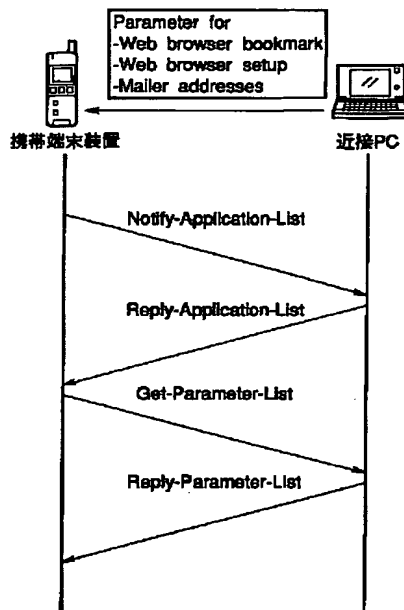 Parameter for
-Web browser bookmark
-Web browser setup
-Mailer addresses
携帯端末装置
近接PC
Notify-Application-List
Reply-Application-List
Get-Parameter-List
Reply-Parameter-List